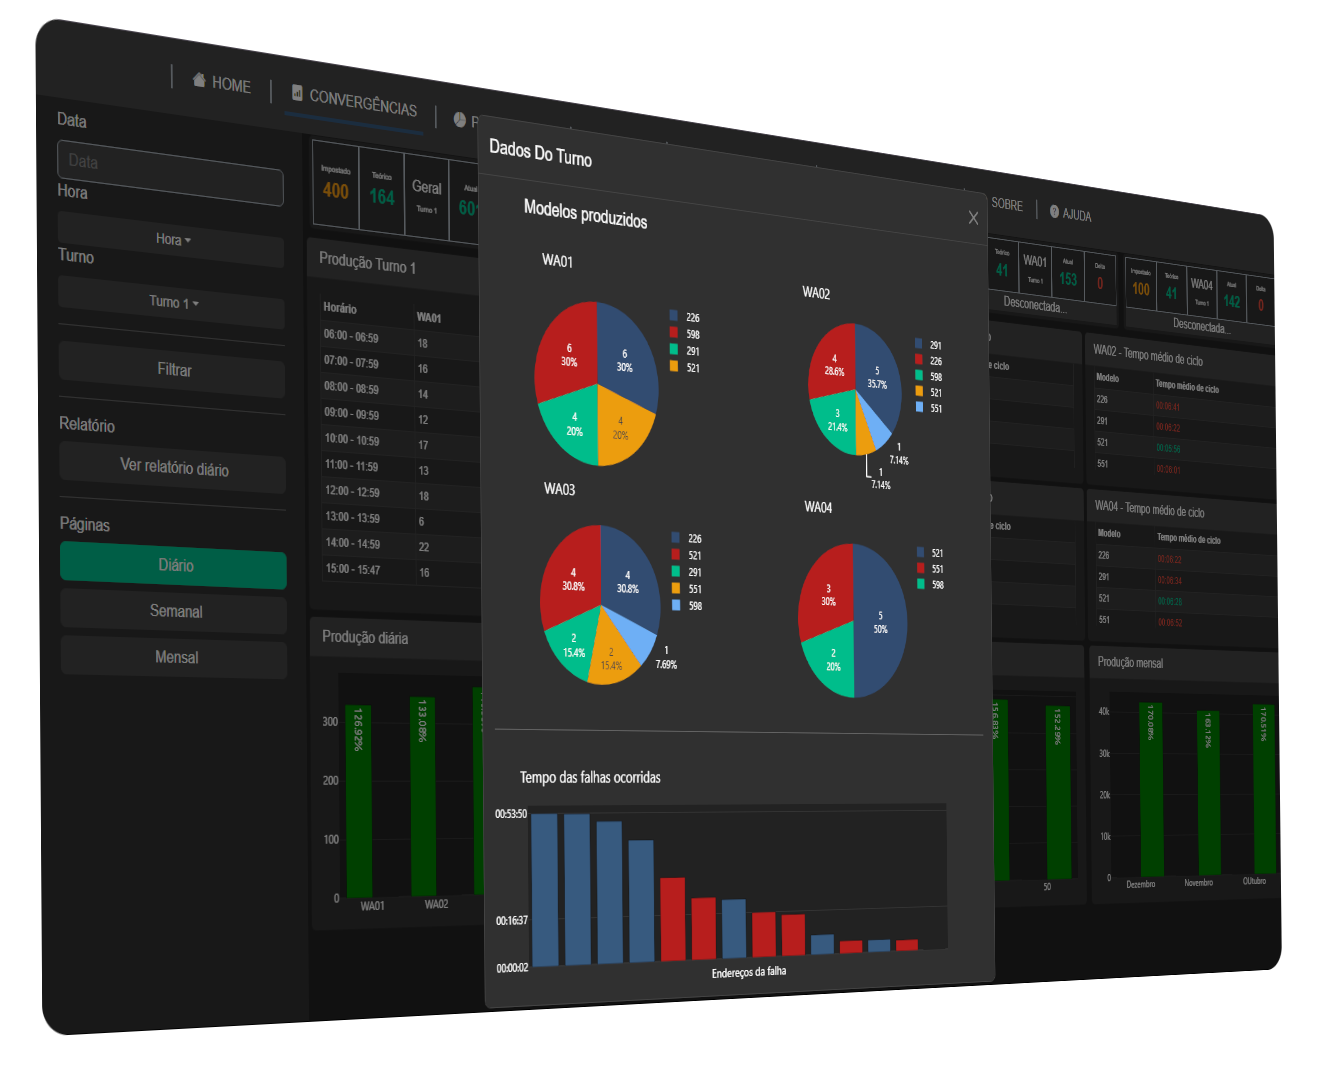 HOME
CONVERGÊNCIAS
SOBRE
AJUDA
Data
Data
Hora
Hora
Turno
Turno 1
Filtrar
Relatório
Ver relatório diário
Páginas
Diário
Semanal
Mensal
Impostado
400
Teórico
164
Geral
Turno 1
Atual
Produção Turno 1
Horário WA01
06:00 - 06:59 18
07:00 - 07:59 16
08:00 - 08:59 14
09:00 - 09:59 12
10:00 - 10:59 17
11:00 - 11:59 13
12:00 - 12:59 18
13:00 - 13:59 6
14:00 - 14:59 22
15:00 - 15:47 16
Produção diária
300
200
100
0
126.92%
133.08%
WA01
WA02
Dados Do Turno
Modelos produzidos
WA01
6
30%
6
30%
4
20%
4
20%
226
598
291
521
WA02
4
28.6%
5
35.7%
3
21.4%
1
7.14%
1
7.14%
291
226
598
521
551
WA03
4
30.8%
4
30.8%
2
15.4%
2
15.4%
1
7.69%
226
521
291
551
598
WA04
3
30%
5
50%
2
20%
521
551
598
Tempo das falhas ocorridas
00:53:50
00:16:37
00:00:02
Endereços da falha
Teórico
41
WA01
Turno 1
Atual
153
Delta
0
Desconectada...
Impostado
100
Teórico
41
WA04
Turno 1
Atual
142
Delta
0
Desconectada...
de ciclo
WA02 - Tempo médio de ciclo
Modelo Tempo médio de ciclo
226 00:06:41
291 00:06:22
521 00:05:56
551 00:06:01
de ciclo
WA04 - Tempo médio de ciclo
Modelo Tempo médio de ciclo
226 00:06:22
291 00:06:34
521 00:06:20
551 00:06:52
156.83%
152.29%
50
Produção mensal
40k
30k
20k
10k
0
170.08%
163.12%
170.51%
Dezembro
Novembro
OUtubro